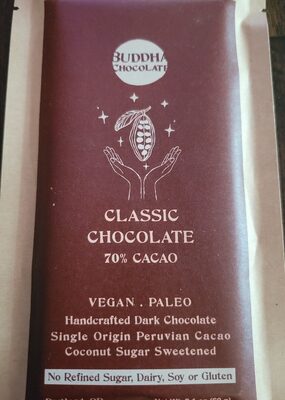 BUDDHA
CHOCOLATE
CLASSIC
CHOCOLATE
70% CACAO
VEGAN . PALEO
Handcrafted Dark Chocolate
Single Origin Peruvian Cacao
Coconut Sugar Sweetened
No Refined Sugar, Dairy, Soy or Gluten